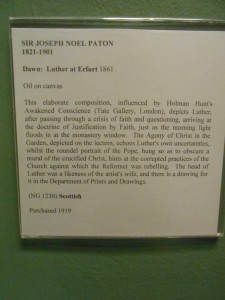 SIR JOSEPH NOEL PATON
1821-1901
Dawn: Luther at Erfurt 1861
Oil on canvas
This elaborate composition, influenced by Holman Hunt's
Awakened Conscience (Tate Gallery, London), depicts Luther,
after passing through a crisis of faith and questioning, arriving at
the doctrine of Justification by Faith, just as the morning light
floods in at the monastery window. The Agony of Christ in the
Garden, depicted on the lectern, echoes Luther's own uncertainties,
whilst the roundel portrait of the Pope, hung so as to obscure a
mural of the crucified Christ, hints at the corrupted practices of the
Church against which the Reformer was rebelling. The head of
Luther was a likeness of the artist's wife, and there is a drawing for
it in the Department of Prints and Drawings.
(NG 1230) Scottish
Purchased 1919